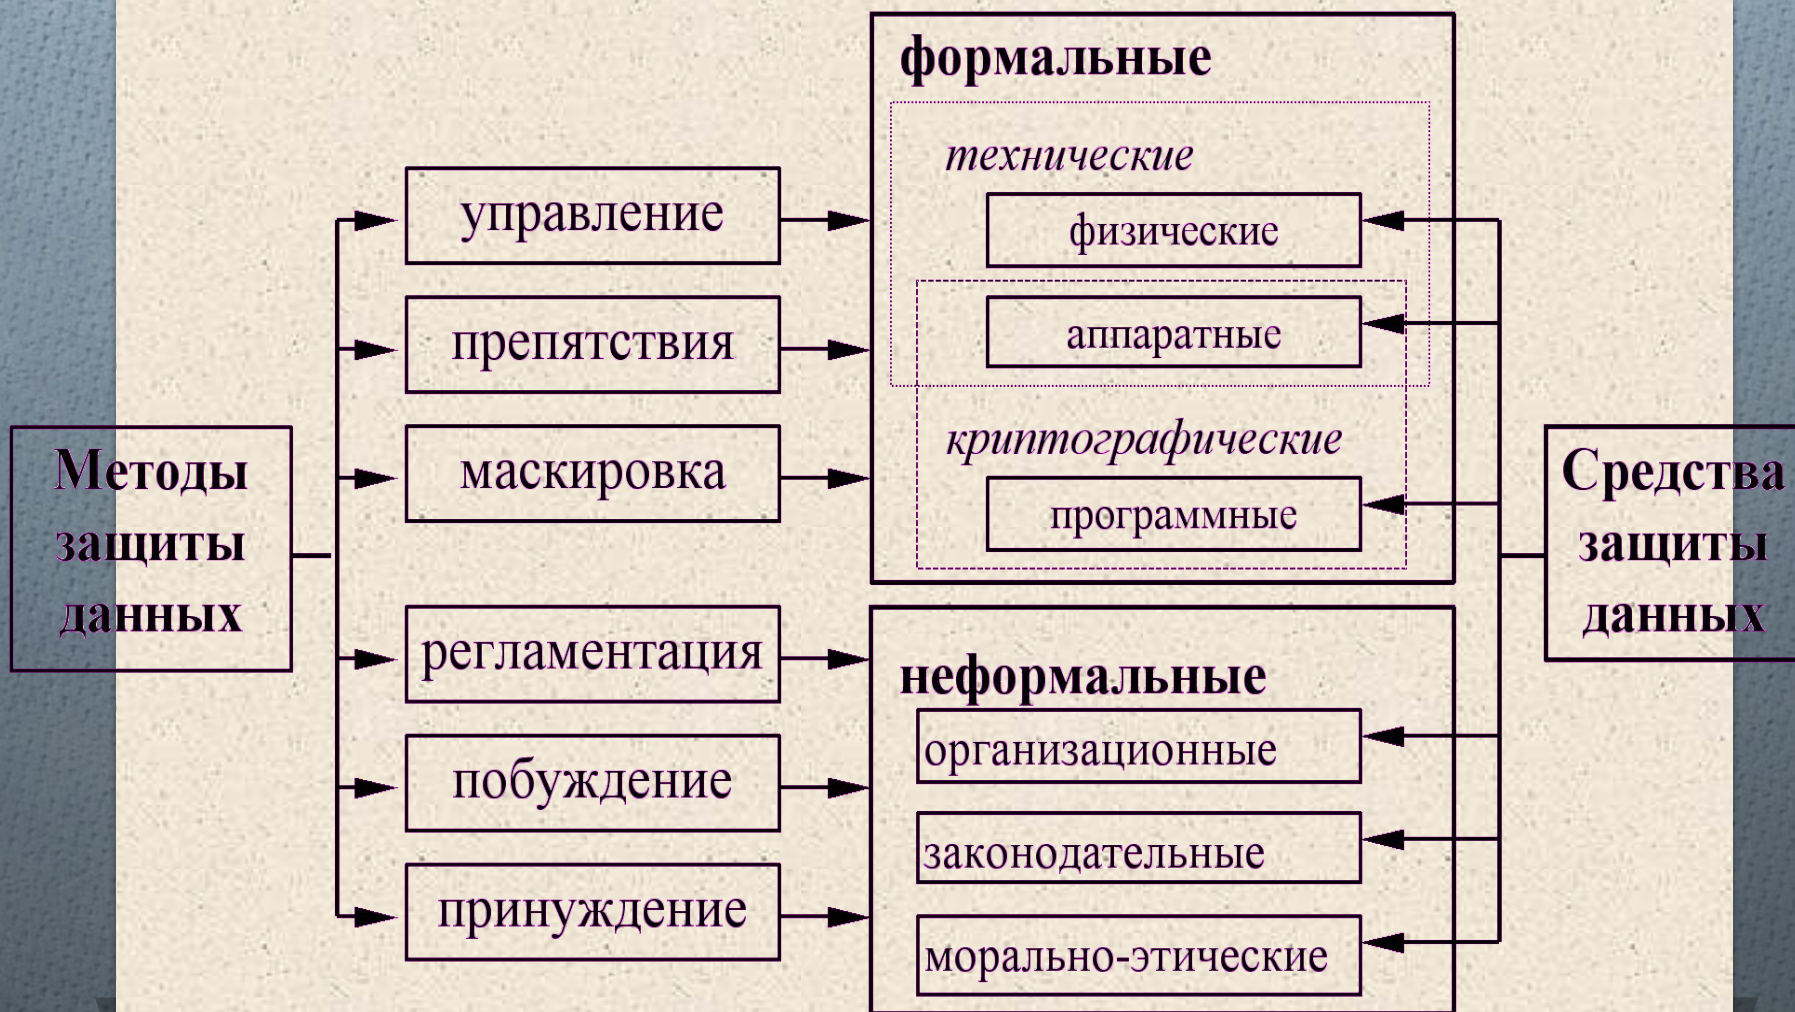 Методы
защиты
данных
управление
препятствия
маскировка
регламентация
побуждение
принуждение
формальные
технические
физические
аппаратные
криптографические
программные
неформальные
организационные
законодательные
морально-этические
Средства
защиты
данных